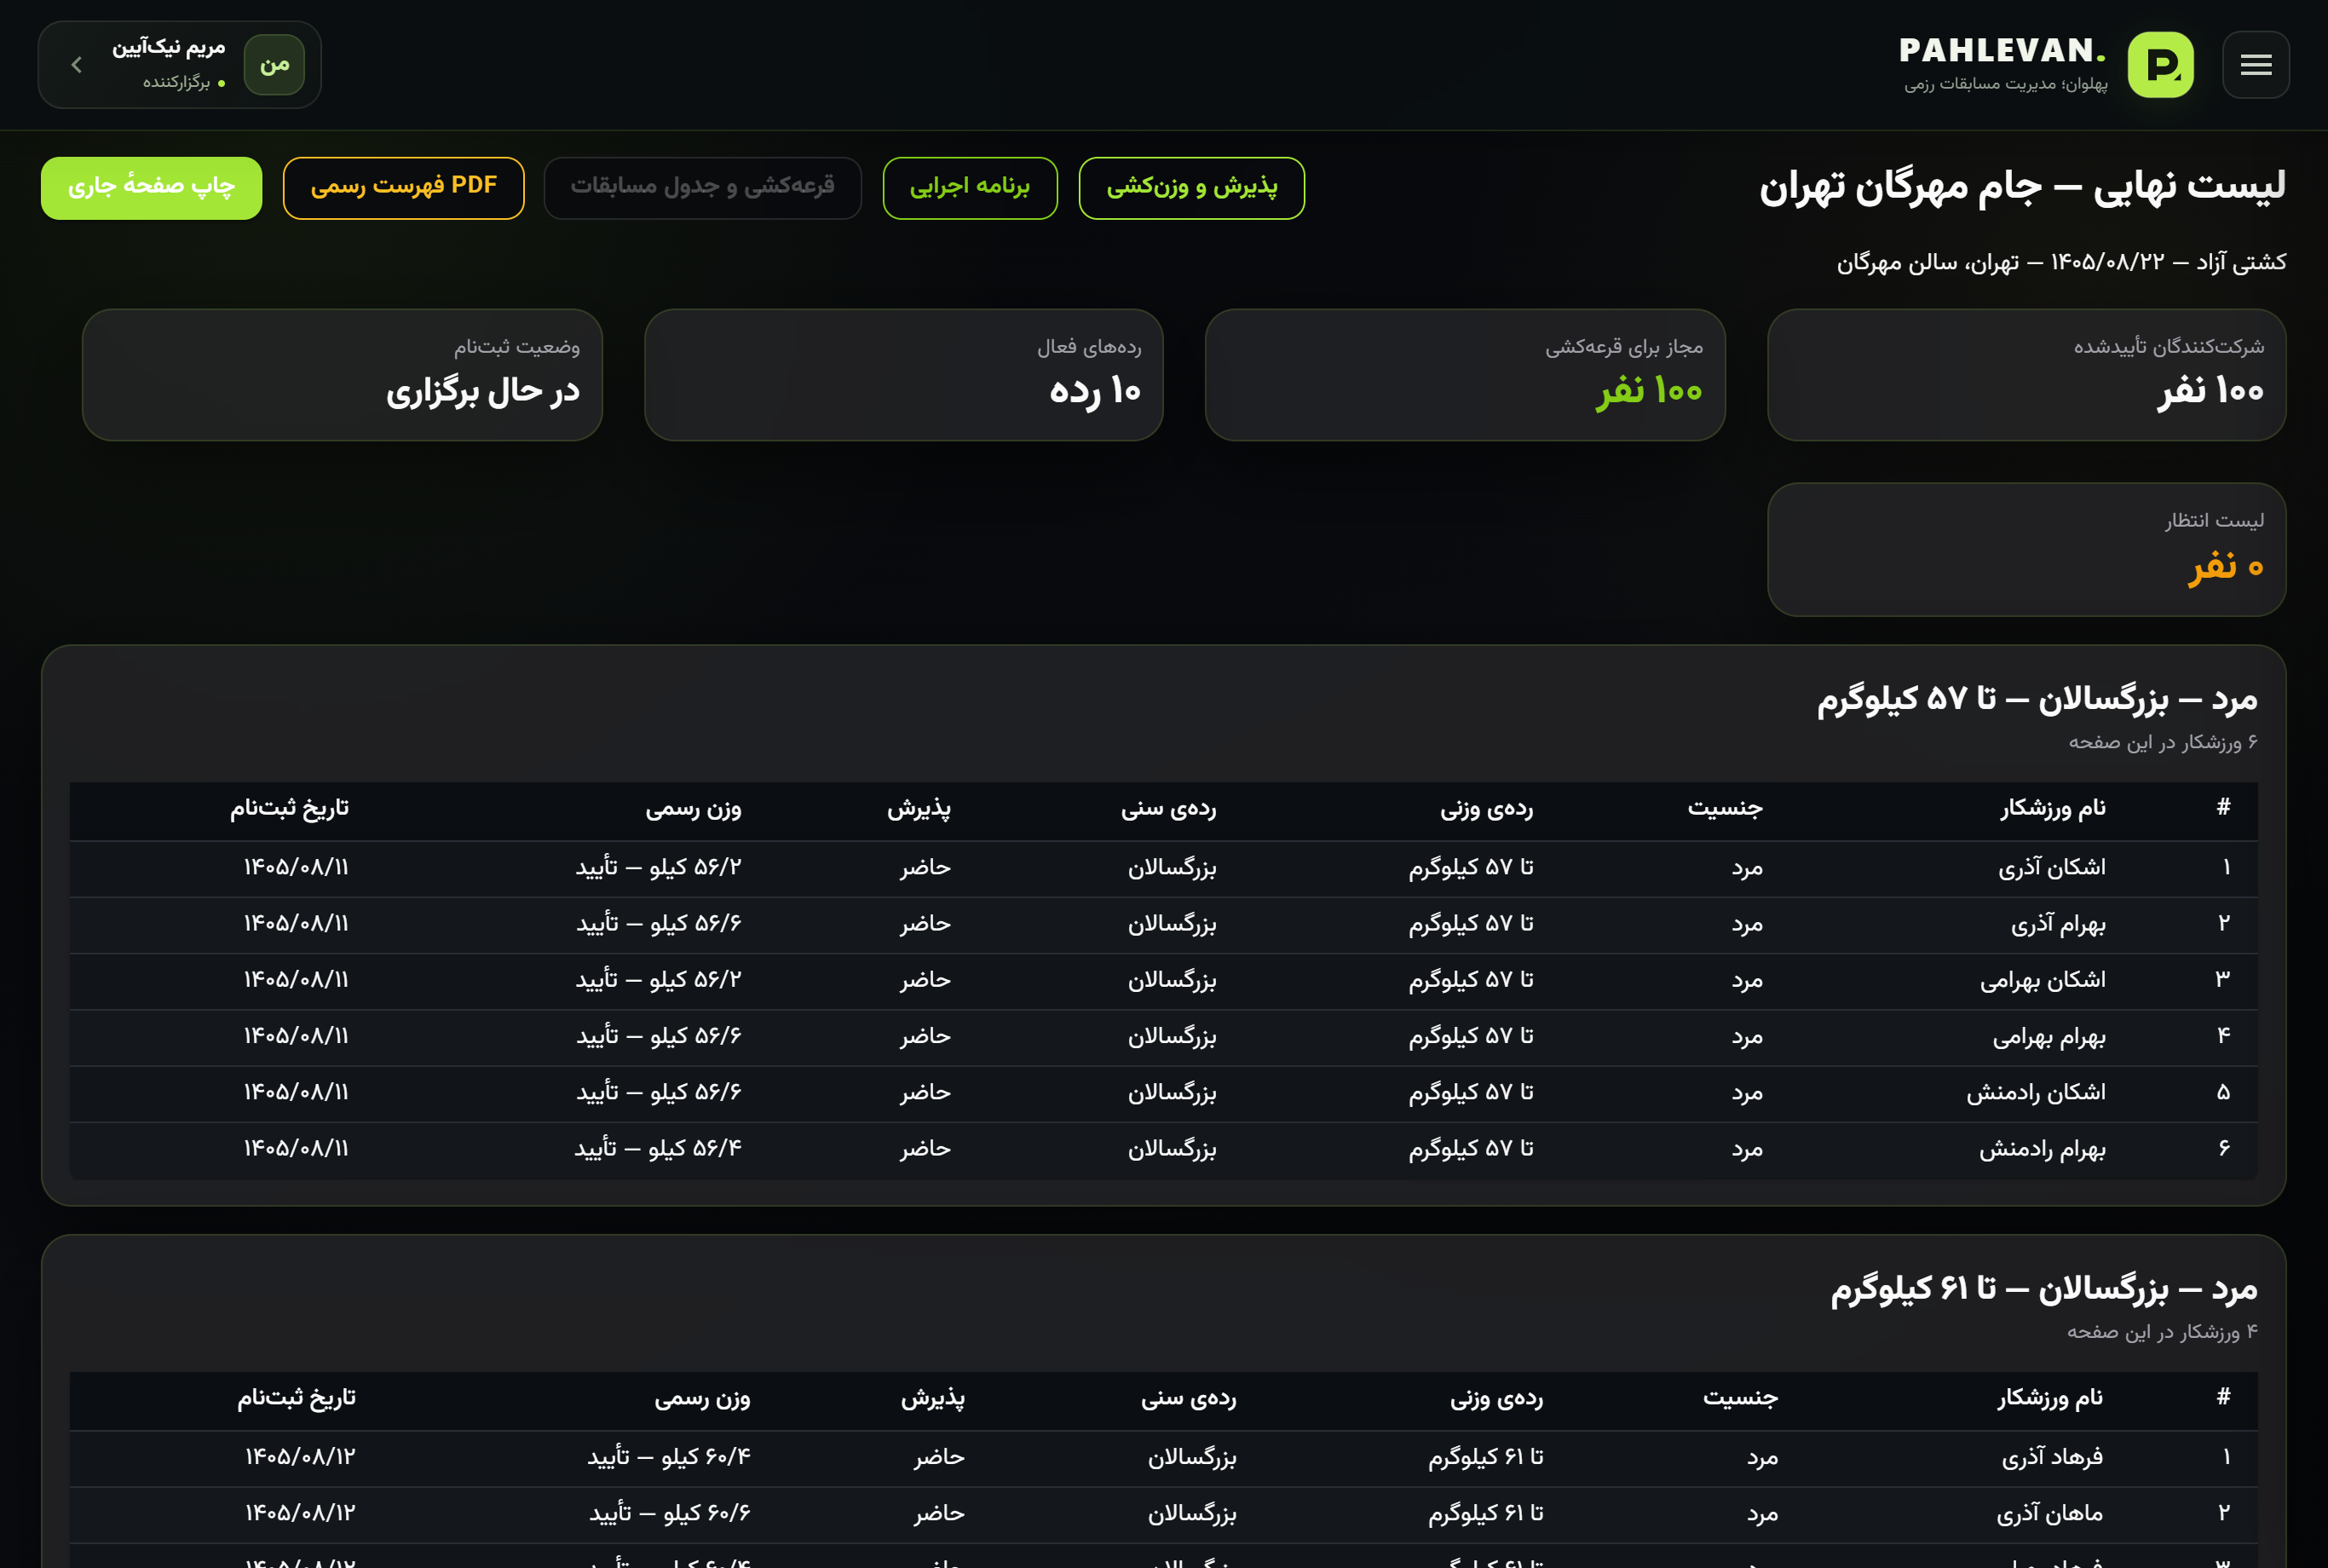 PAHLEVAN.
پهلوان؛ مدیریت مسابقات رزمی
من
مریم نیک‌آیین
برگزارکننده
لیست نهایی — جام مهرگان تهران
پذیرش و وزن‌کشی
برنامه اجرایی
قرعه‌کشی و جدول مسابقات
PDF فهرست رسمی
چاپ صفحهٔ جاری
کشتی آزاد — ۱۴۰۵/۰۸/۲۲ — تهران، سالن مهرگان
شرکت‌کنندگان تأییدشده
۱۰۰ نفر
مجاز برای قرعه‌کشی
۱۰۰ نفر
رده‌های فعال
۱۰ رده
وضعیت ثبت‌نام
در حال برگزاری
لیست انتظار
۰ نفر
مرد — بزرگسالان — تا ۵۷ کیلوگرم
۶ ورزشکار در این صفحه
# نام ورزشکار جنسیت رده‌ی وزنی رده‌ی سنی پذیرش وزن رسمی تاریخ ثبت‌نام
۱ اشکان آذری مرد تا ۵۷ کیلوگرم بزرگسالان حاضر ۵۶/۲ کیلو — تأیید ۱۴۰۵/۰۸/۱۱
۲ بهرام آذری مرد تا ۵۷ کیلوگرم بزرگسالان حاضر ۵۶/۶ کیلو — تأیید ۱۴۰۵/۰۸/۱۱
۳ اشکان بهرامی مرد تا ۵۷ کیلوگرم بزرگسالان حاضر ۵۶/۲ کیلو — تأیید ۱۴۰۵/۰۸/۱۱
۴ بهرام بهرامی مرد تا ۵۷ کیلوگرم بزرگسالان حاضر ۵۶/۶ کیلو — تأیید ۱۴۰۵/۰۸/۱۱
۵ اشکان رادمنش مرد تا ۵۷ کیلوگرم بزرگسالان حاضر ۵۶/۶ کیلو — تأیید ۱۴۰۵/۰۸/۱۱
۶ بهرام رادمنش مرد تا ۵۷ کیلوگرم بزرگسالان حاضر ۵۶/۴ کیلو — تأیید ۱۴۰۵/۰۸/۱۱
مرد — بزرگسالان — تا ۶۱ کیلوگرم
۴ ورزشکار در این صفحه
# نام ورزشکار جنسیت رده‌ی وزنی رده‌ی سنی پذیرش وزن رسمی تاریخ ثبت‌نام
۱ فرهاد آذری مرد تا ۶۱ کیلوگرم بزرگسالان حاضر ۶۰/۴ کیلو — تأیید ۱۴۰۵/۰۸/۱۲
۲ ماهان آذری مرد تا ۶۱ کیلوگرم بزرگسالان حاضر ۶۰/۶ کیلو — تأیید ۱۴۰۵/۰۸/۱۲